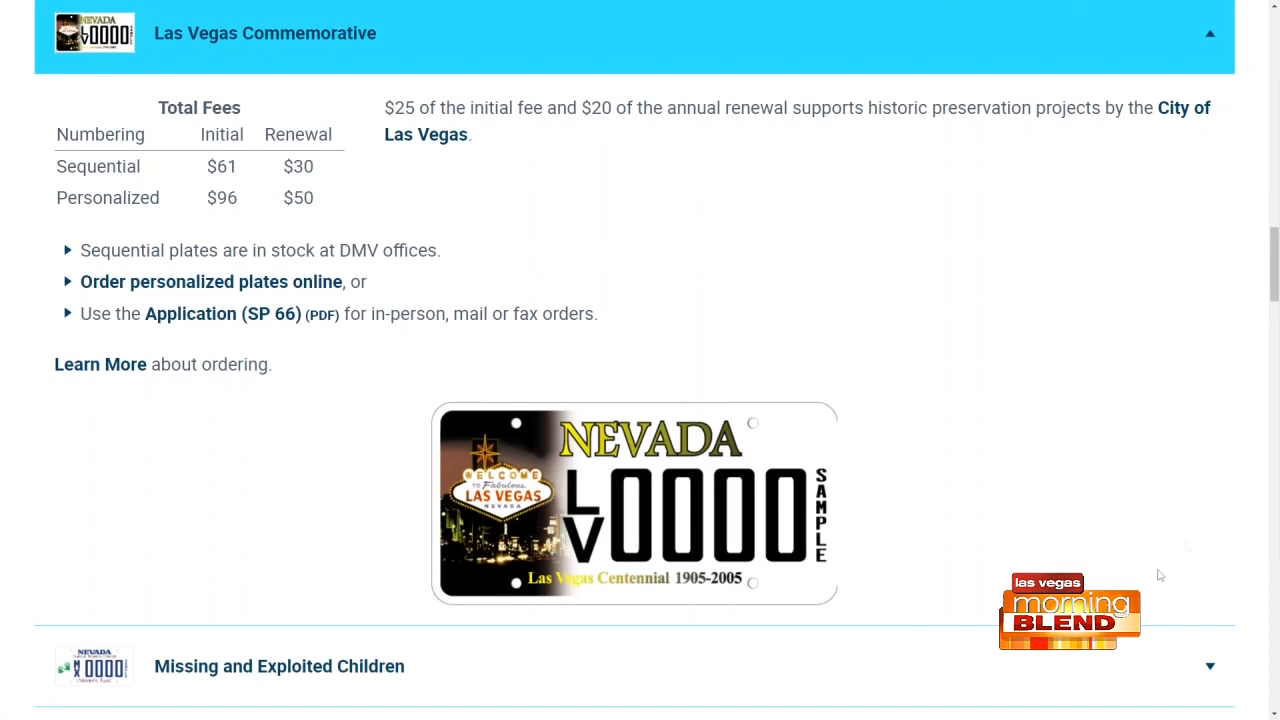 NEVADA
LV0000
Las Vegas Commemorative
Total Fees
Numbering Initial Renewal
Sequential $61 $30
Personalized $96 $50
$25 of the initial fee and $20 of the annual renewal supports historic preservation projects by the City of
Las Vegas.
Sequential plates are in stock at DMV offices.
Order personalized plates online, or
Use the Application (SP 66) (PDF) for in-person, mail or fax orders.
Learn More about ordering.
NEVADA
WELCOME
TO Fabulous
LAS VEGAS
NEVADA
LV0000
SAMPLE
Las Vegas Centennial 1905-2005
las vegas
morning
BLEND
NEVADA
0000
Missing and Exploited Children